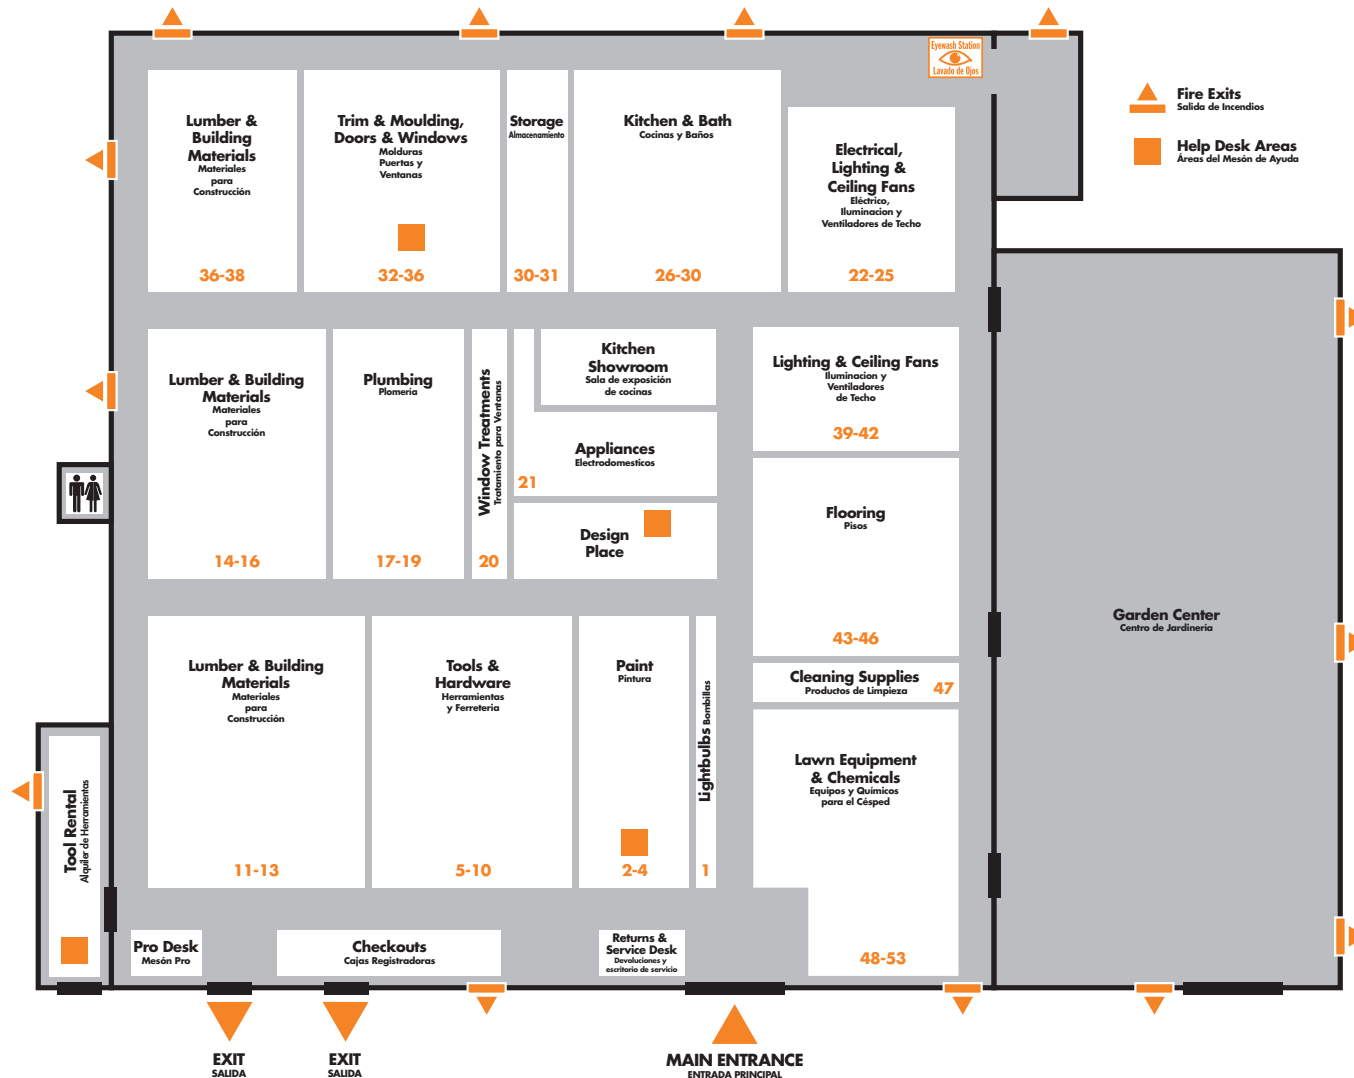 Eyewash Station
Lavado de Ojos
Fire Exits
Salida de Incendios
Help Desk Areas
Áreas del Mesón de Ayuda
Lumber &
Building
Materials
Materiales
para
Construcción
36-38
Trim & Moulding,
Doors & Windows
Molduras
Puertas y
Ventanas
32-36
Storage
Almacenamiento
30-31
Kitchen & Bath
Cocinas y Baños
26-30
Electrical,
Lighting &
Ceiling Fans
Eléctrico,
Iluminacion y
Ventiladores de Techo
22-25
Lumber & Building
Materials
Materiales
para
Construcción
14-16
Plumbing
Plomería
17-19
Window Treatments
Tratamiento para Ventanas
20
Kitchen
Showroom
Sala de exposición
de cocinas
Appliances
Electrodomesticos
21
Design
Place
Lighting & Ceiling Fans
Iluminacion y
Ventiladores
de Techo
39-42
Flooring
Pisos
43-46
Cleaning Supplies
Productos de Limpieza
47
Garden Center
Centro de Jardineria
Lumber & Building
Materials
Materiales
para
Construcción
11-13
Tools &
Hardware
Herramientas
y Ferreteria
5-10
Paint
Pintura
2-4
Lightbulbs Bombillas
1
Lawn Equipment
& Chemicals
Equipos y Químicos
para el Césped
48-53
Tool Rental
Alquiler de Herramientas
Pro Desk
Mesón Pro
Checkouts
Cajas Registradoras
Returns &
Service Desk
Devoluciones y
escritorio de servicio
EXIT
SALIDA
EXIT
SALIDA
MAIN ENTRANCE
ENTRADA PRINCIPAL